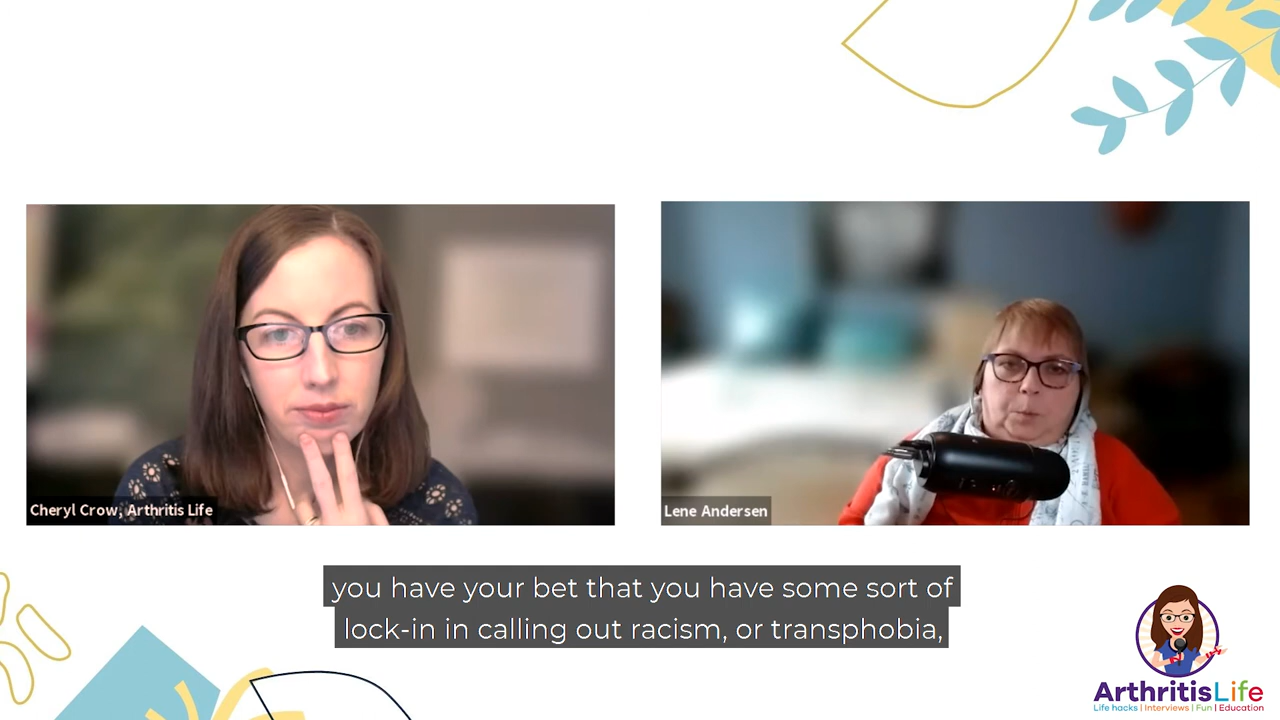 Cheryl Crow, Arthritis Life
Lene Andersen
you have your bet that you have some sort of
lock-in in calling out racism, or transphobia,
ArthritisLife
Life hacks | Interviews | Fun | Education